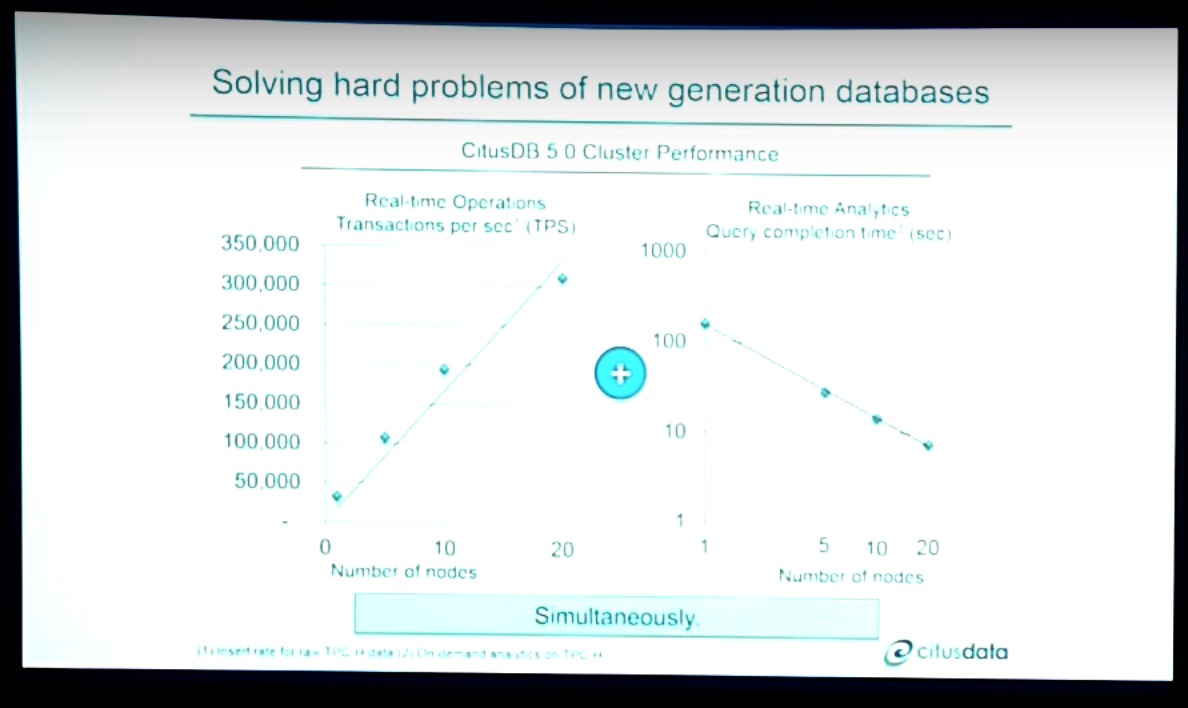 Solving hard problems of new generation databases
CitusDB 5.0 Cluster Performance
Real-time Operations
Transactions per sec¹ (TPS)
350,000
300,000
250,000
200,000
150,000
100,000
50,000
-
0 10 20
Number of nodes
+
Real-time Analytics
Query completion time² (sec)
1000
100
10
1
1 5 10 20
Number of nodes
Simultaneously.
(1) Insert rate for raw TPC-H data (2) On demand analytics on TPC-H
citusdata